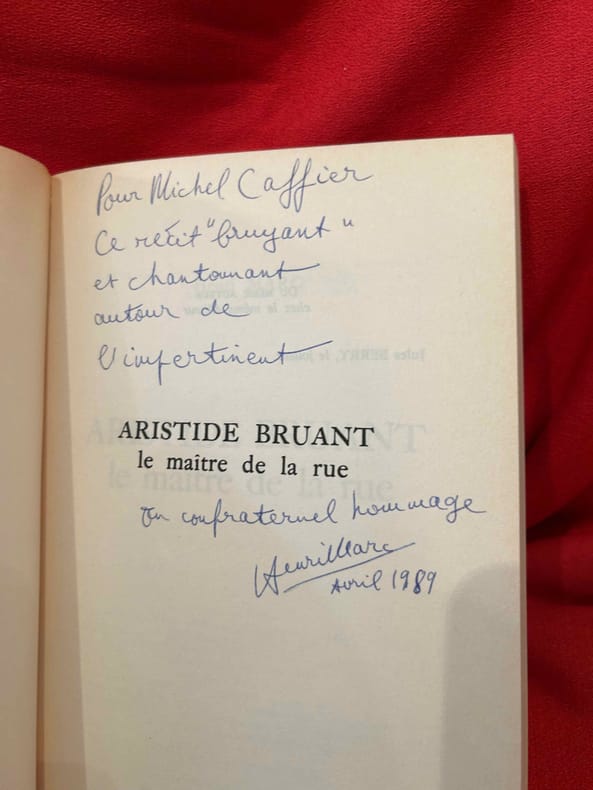 Pour Michel Caffier
Ce récit "bruyant"
et chantonnant
autour de
l'impertinent
ARISTIDE BRUANT
le maître de la rue
En confraternel hommage
Henri Marc
Avril 1989